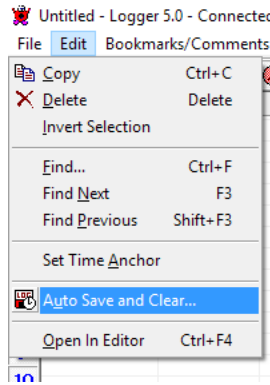 Untitled - Logger 5.0 - Connected
File Edit Bookmarks/Comments
Copy Ctrl+C
Delete Delete
Invert Selection
Find... Ctrl+F
Find Next F3
Find Previous Shift+F3
Set Time Anchor
Auto Save and Clear...
Open In Editor Ctrl+F4
10